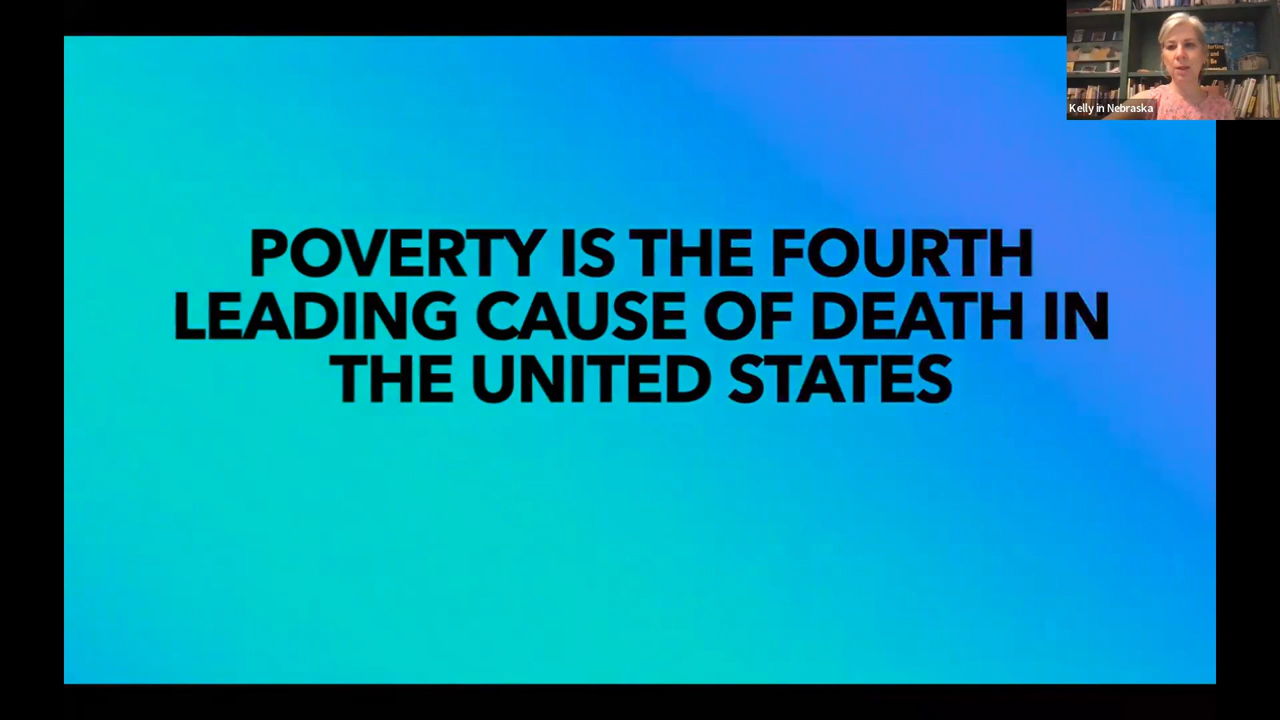 POVERTY IS THE FOURTH
LEADING CAUSE OF DEATH IN
THE UNITED STATES
Kelly in Nebraska